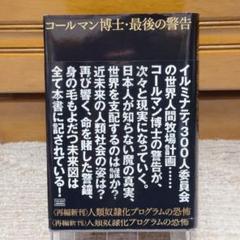 コールマン博士・最後の警告
イルミナティ300人委員会
の世界人間牧場計画……
コールマン博士の警告が、
次々と現実になっていく。
日本人が知らない魔の真実、
世界を支配するのは誰か?
近未来の人類社会の姿は?
再び響く、命を賭した警鐘、
身の毛もよだつ未来図は
全て本書に記されている!
〈再編新刊〉人類奴隷化プログラムの恐怖
〈再編新刊〉人類奴隷化プログラムの恐怖